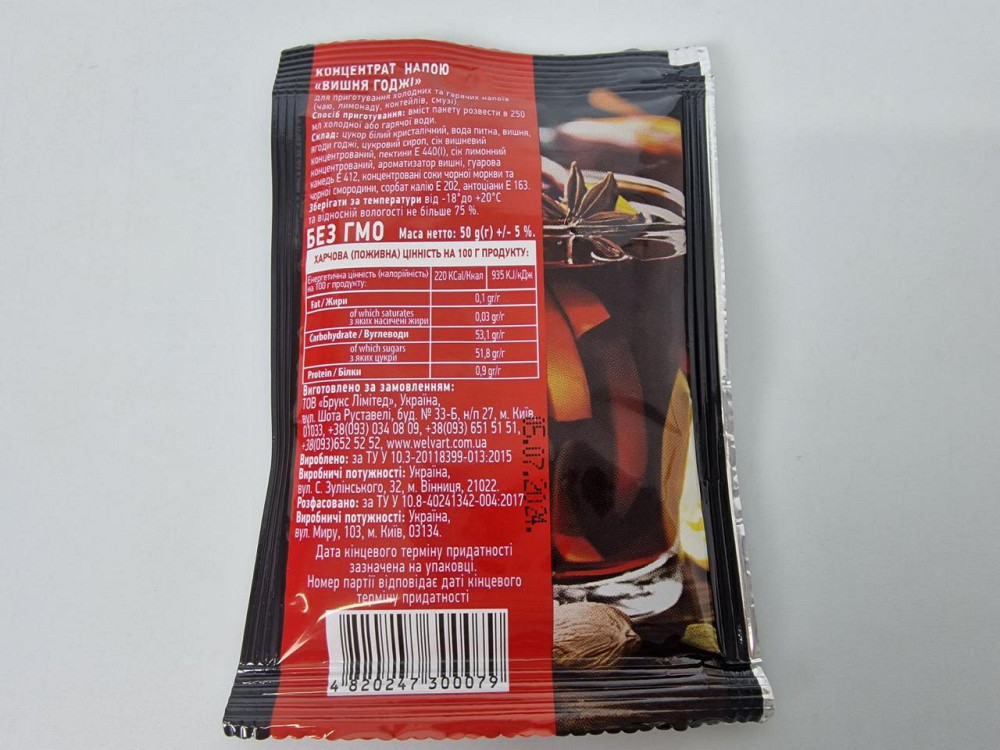 КОНЦЕНТРАТ НАПОЮ
«ВИШНЯ ГОДЖІ»
для приготування холодних та гарячих напоїв
(чаю, лимонаду, коктейлів, смузі).
Спосіб приготування: вміст пакету розвести в 250
мл холодної або гарячої води.
Склад: цукор білий кристалічний, вода питна, вишня,
ягоди годжі, цукровий сироп, сік вишневий
концентрований, пектини Е 440(І), сік лимонний
концентрований, ароматизатор вишні, гуарова
камедь Е 412, концентровані соки чорної моркви та
чорної смородини, сорбат калію Е 202, антоціани Е 163.
Зберігати за температури від -18°до +20°С
та відносній вологості не більше 75 %.
БЕЗ ГМО Маса нетто: 50 g(г) +/- 5 %.
ХАРЧОВА (ПОЖИВНА) ЦІННІСТЬ НА 100 Г ПРОДУКТУ:
Енергетична цінність (калорійність) 220 KCal/Ккал 935 KJ/кДж
на 100 г продукту:
Fat/Жири 0,1 gr/г
of which saturates
з яких насичені жири 0,03 gr/г
Carbohydrate / Вуглеводи 53,1 gr/г
of which sugars
з яких цукри 51,8 gr/г
Protein / Білки 0,9 gr/г
Виготовлено за замовленням:
ТОВ «Брукс Лімітед», Україна,
вул. Шота Руставелі, буд. № 33-Б, н/п 27, м. Київ,
01033, +38(093) 034 08 09, +38(093) 651 51 51,
+38(093)652 52 52, www.welvart.com.ua
Вироблено: за ТУ У 10.3-20118399-013:2015
Виробничі потужності: Україна,
вул. С. Зулінського, 32, м. Вінниця, 21022.
Розфасовано: за ТУ У 10.8-40241342-004:2017
Виробничі потужності: Україна,
вул. Миру, 103, м. Київ, 03134.
Дата кінцевого терміну придатності
зазначена на упаковці.
Номер партії відповідає даті кінцевого
терміну придатності
4 820247 300079
05.07.2024.